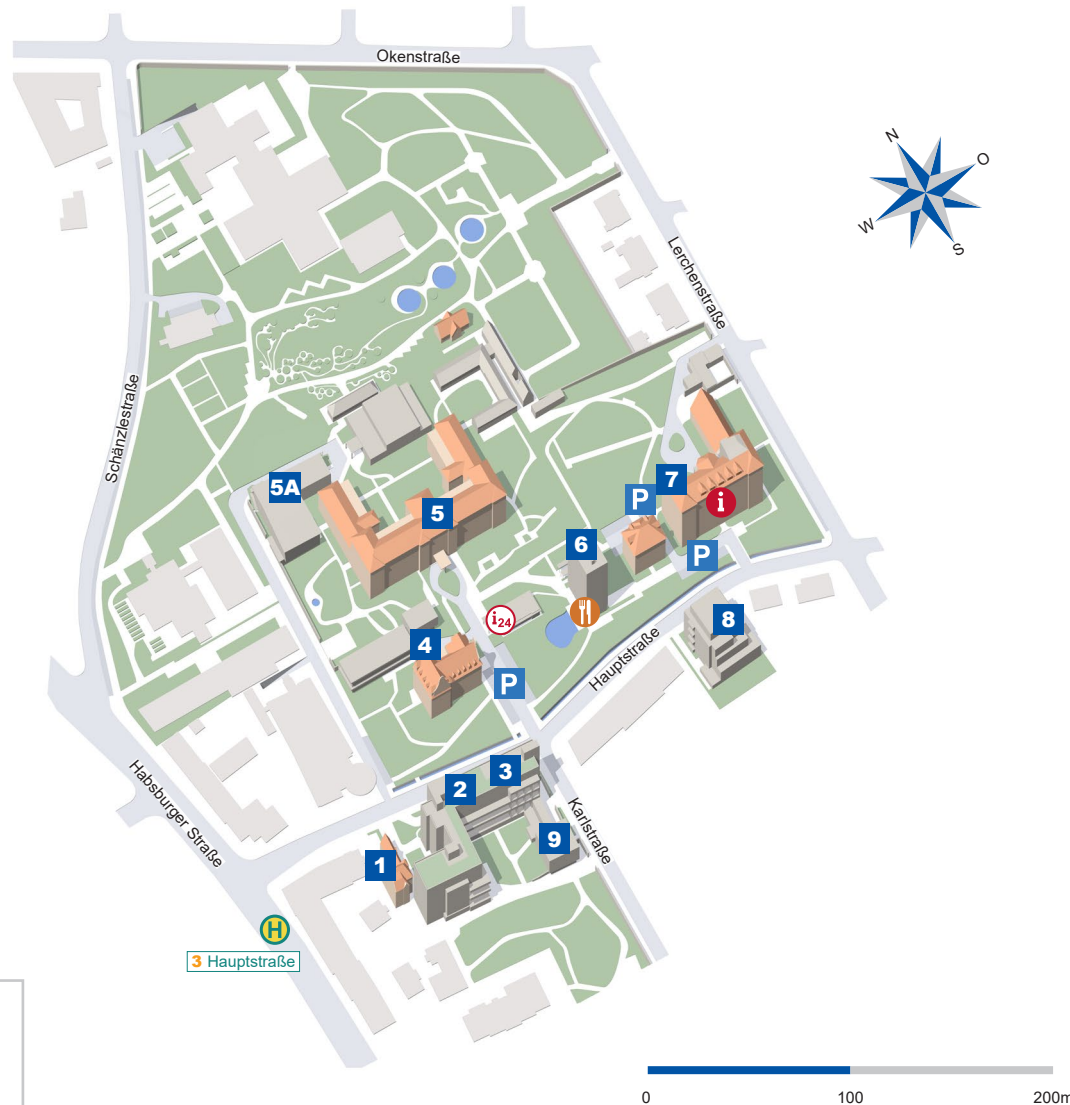 Okenstraße
N
O
W
S
Lerchenstraße
Schänzlestraße
7
i
5A
P
5
6
P
i24
8
4
Hauptstraße
P
3
2
Habsburger Straße
Karlstraße
9
1
H
3 Hauptstraße
0 100 200m